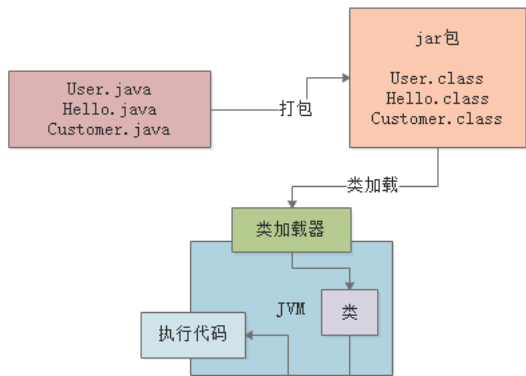 User.java
Hello.java
Customer.java
打包
jar包
User.class
Hello.class
Customer.class
类加载
类加载器
JVM
类
执行代码